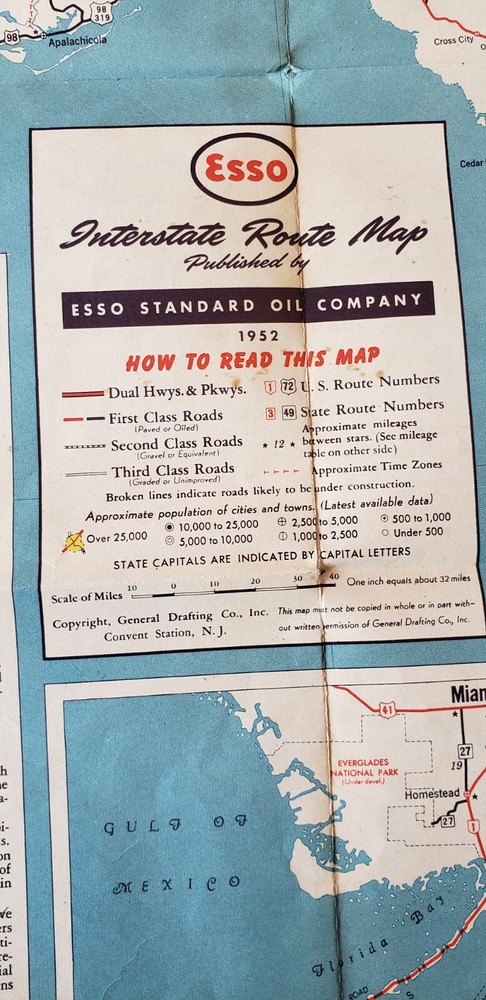 98
98
319
Apalachicola
Cross City
Cedar
Esso
Interstate Route Map
Published by
ESSO STANDARD OIL COMPANY
1952
HOW TO READ THIS MAP
Dual Hwys. & Pkwys.
1 72 U. S. Route Numbers
First Class Roads
(Paved or Oiled)
3 49 State Route Numbers
Second Class Roads
(Gravel or Equivalent)
* 12 * Approximate mileages
between stars. (See mileage
table on other side)
Third Class Roads
(Graded or Unimproved)
Approximate Time Zones
Broken lines indicate roads likely to be under construction.
Approximate population of cities and towns. (Latest available data)
Over 25,000
10,000 to 25,000
2,500 to 5,000
500 to 1,000
5,000 to 10,000
1,000 to 2,500
Under 500
STATE CAPITALS ARE INDICATED BY CAPITAL LETTERS
Scale of Miles 10 0 10 20 30 40 One inch equals about 32 miles
Copyright, General Drafting Co., Inc.
Convent Station, N. J.
This map must not be copied in whole or in part with-
out written permission of General Drafting Co., Inc.
Miam
41
27
19
EVERGLADES
NATIONAL PARK
(Under devel.)
Homestead
27
1
GULF OF
MEXICO
Florida Bay
ROAD